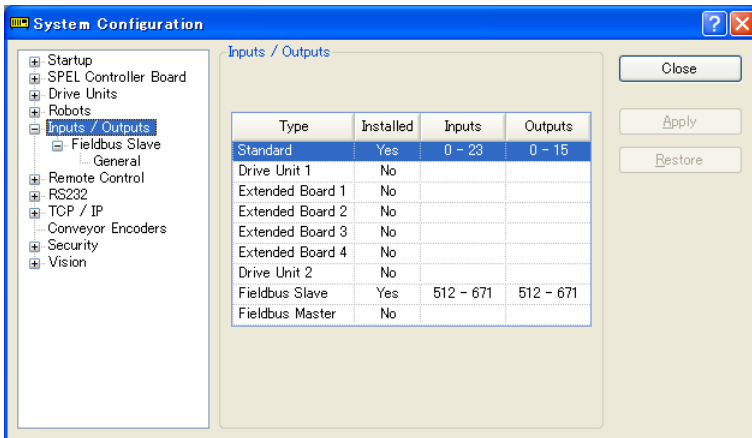 System Configuration
Startup
SPEL Controller Board
Drive Units
Robots
Inputs / Outputs
Fieldbus Slave
General
Remote Control
RS232
TCP / IP
Conveyor Encoders
Security
Vision
Inputs / Outputs
Type Installed Inputs Outputs
Standard Yes 0 - 23 0 - 15
Drive Unit 1 No
Extended Board 1 No
Extended Board 2 No
Extended Board 3 No
Extended Board 4 No
Drive Unit 2 No
Fieldbus Slave Yes 512 - 671 512 - 671
Fieldbus Master No
Close
Apply
Restore